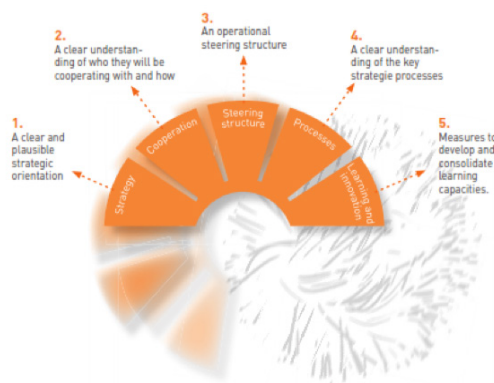 1.
A clear and
plausible
strategic
orientation
2.
A clear understan-
ding of who they will be
cooperating with and how
3.
An operational
steering structure
4.
A clear understan-
ding of the key
strategie processes
5.
Measures to
develop and
consolidate
learning
capacities.
Strategy
Cooperation
Steering
structure
Processes
Learning and
innovation